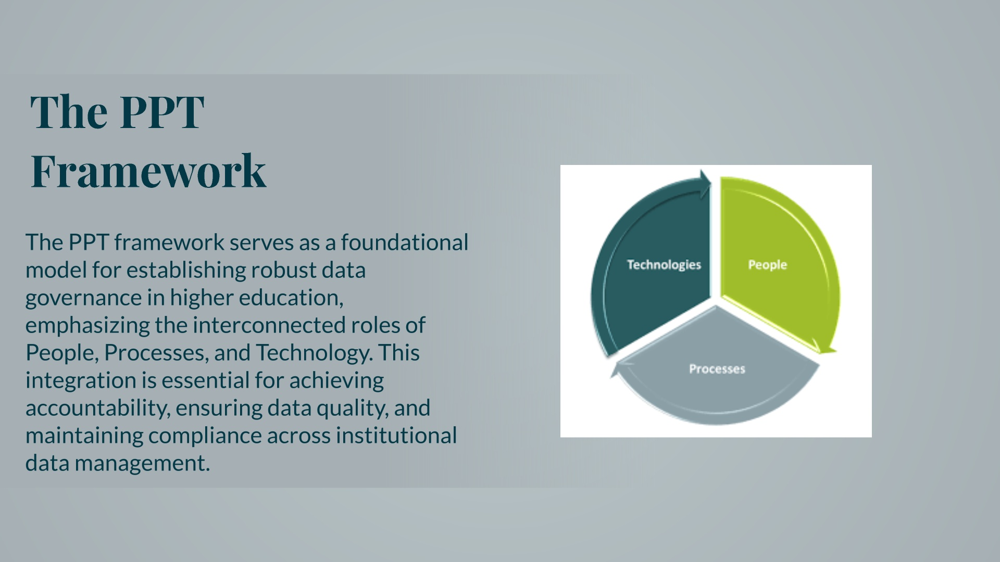 The PPT
Framework
The PPT framework serves as a foundational
model for establishing robust data
governance in higher education,
emphasizing the interconnected roles of
People, Processes, and Technology. This
integration is essential for achieving
accountability, ensuring data quality, and
maintaining compliance across institutional
data management.
Technologies
People
Processes